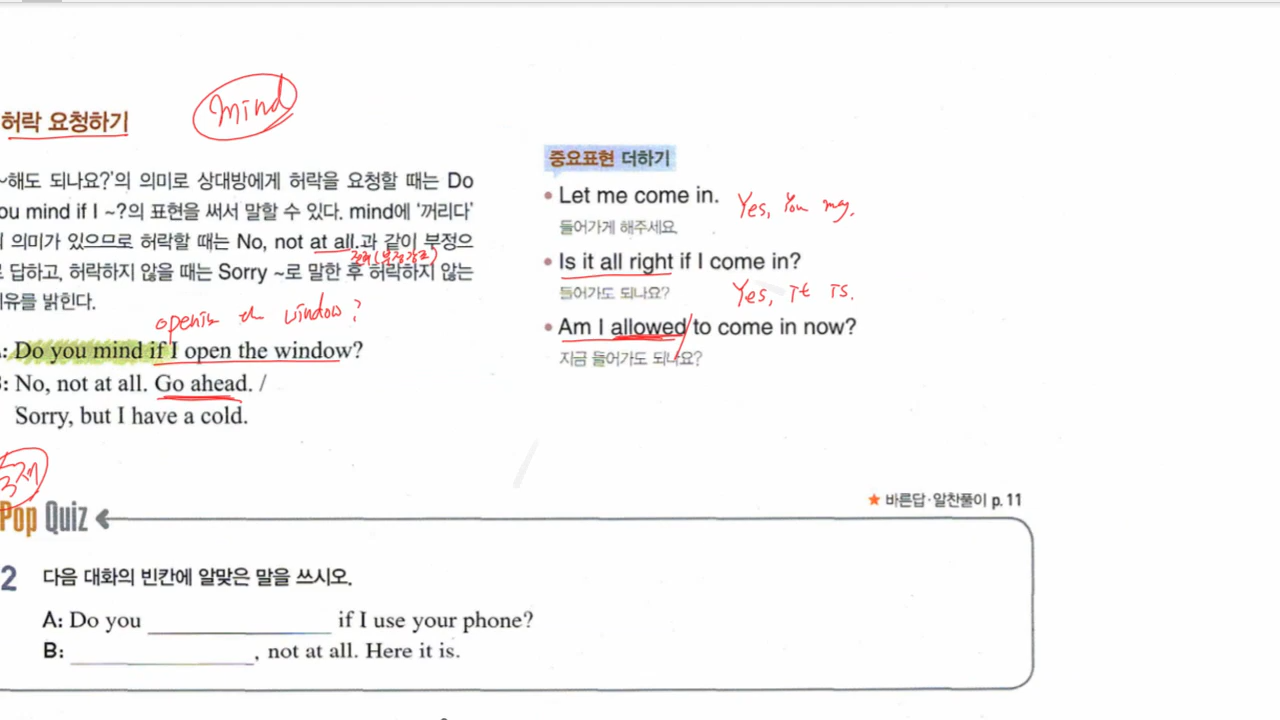 mind
허락 요청하기
~해도 되나요?'의 의미로 상대방에게 허락을 요청할 때는 Do
ou mind if I ~?의 표현을 써서 말할 수 있다. mind에 '꺼리다'
의미가 있으므로 허락할 때는 No, not at all.과 같이 부정으
로 답하고, 허락하지 않을 때는 Sorry ~로 말한 후 허락하지 않는
유를 밝힌다.
the window?
: Do you mind if I open the window?
: No, not at all. Go ahead. /
Sorry, but I have a cold.
중요표현 더하기
• Let me come in.
Yes, You may.
들어가게 해주세요.
• Is it all right if I come in?
들어가도 되나요?
Yes, it is.
• Am I allowed to come in now?
지금 들어가도 되나요?
Pop Quiz
★ 바른답·알찬풀이 p. 11
2 다음 대화의 빈칸에 알맞은 말을 쓰시오.
A: Do you ____________ if I use your phone?
B: ____________, not at all. Here it is.